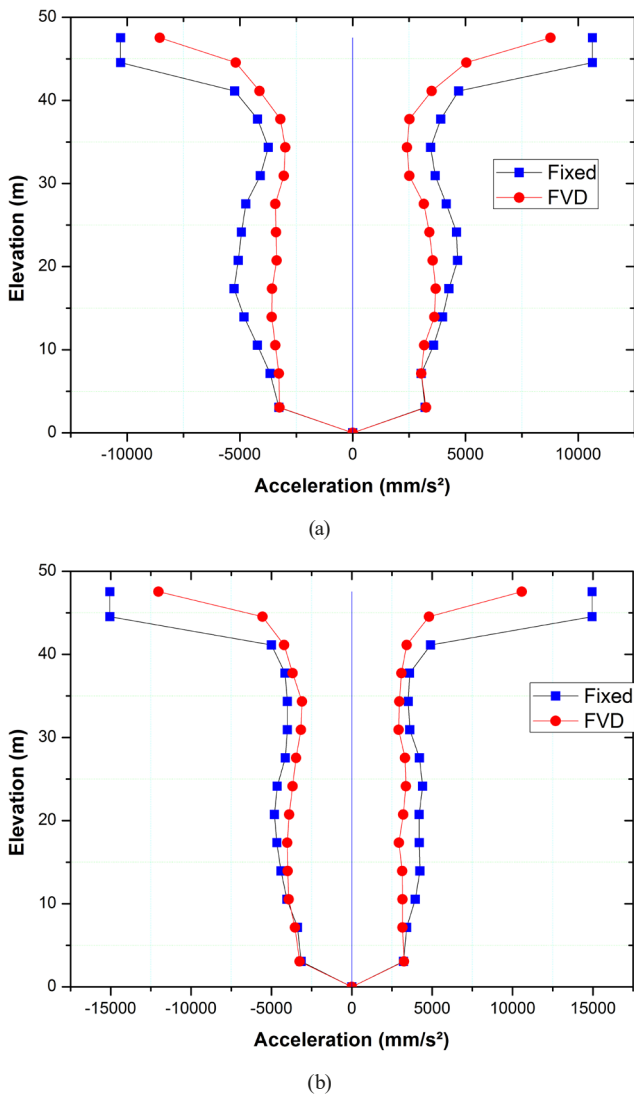 50
40
30
20
10
0
Elevation (m)
Fixed
FVD
-10000 -5000 0 5000 10000
Acceleration (mm/s²)
(a)
50
40
30
20
10
0
Elevation (m)
Fixed
FVD
-15000 -10000 -5000 0 5000 10000 15000
Acceleration (mm/s²)
(b)